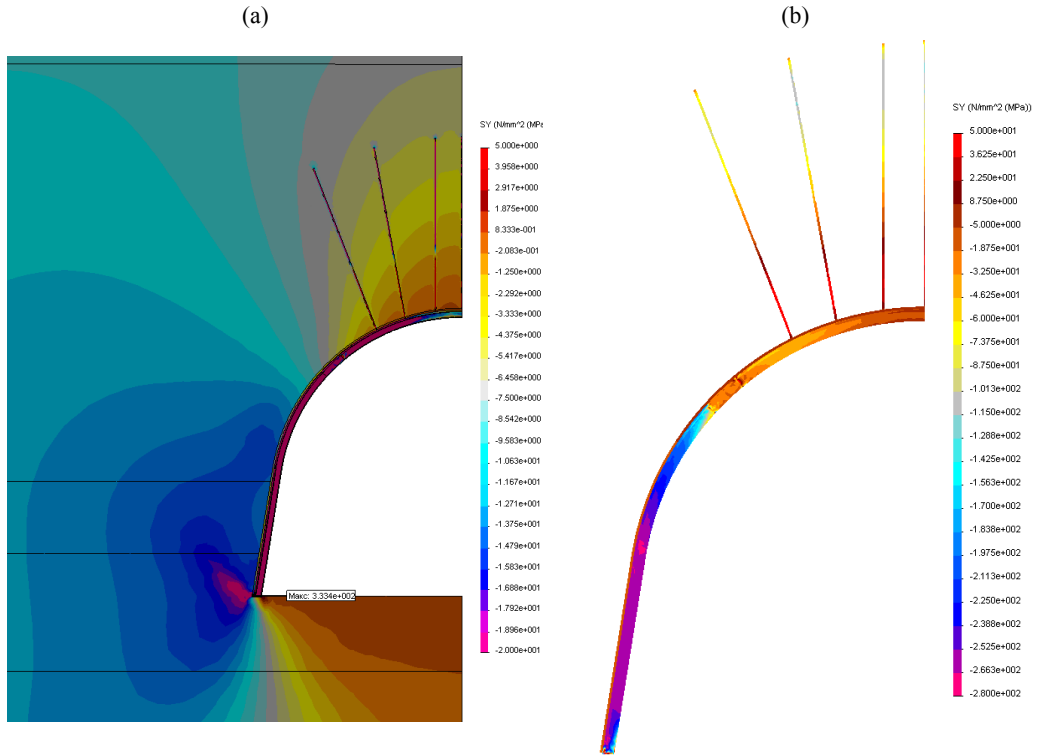 (a)
(b)
SY (N/mm^2 (MPa
5.000e+000
3.958e+000
2.917e+000
1.875e+000
8.333e-001
-2.083e-001
-1.250e+000
-2.292e+000
-3.333e+000
-4.375e+000
-5.417e+000
-6.458e+000
-7.500e+000
-8.542e+000
-9.583e+000
-1.063e+001
-1.167e+001
-1.271e+001
-1.375e+001
-1.479e+001
-1.583e+001
-1.688e+001
-1.792e+001
-1.896e+001
-2.000e+001
Макс: 3.334e+002
SY (N/mm^2 (MPa))
5.000e+001
3.625e+001
2.250e+001
8.750e+000
-5.000e+000
-1.875e+001
-3.250e+001
-4.625e+001
-6.000e+001
-7.375e+001
-8.750e+001
-1.013e+002
-1.150e+002
-1.288e+002
-1.425e+002
-1.563e+002
-1.700e+002
-1.838e+002
-1.975e+002
-2.113e+002
-2.250e+002
-2.388e+002
-2.525e+002
-2.663e+002
-2.800e+002